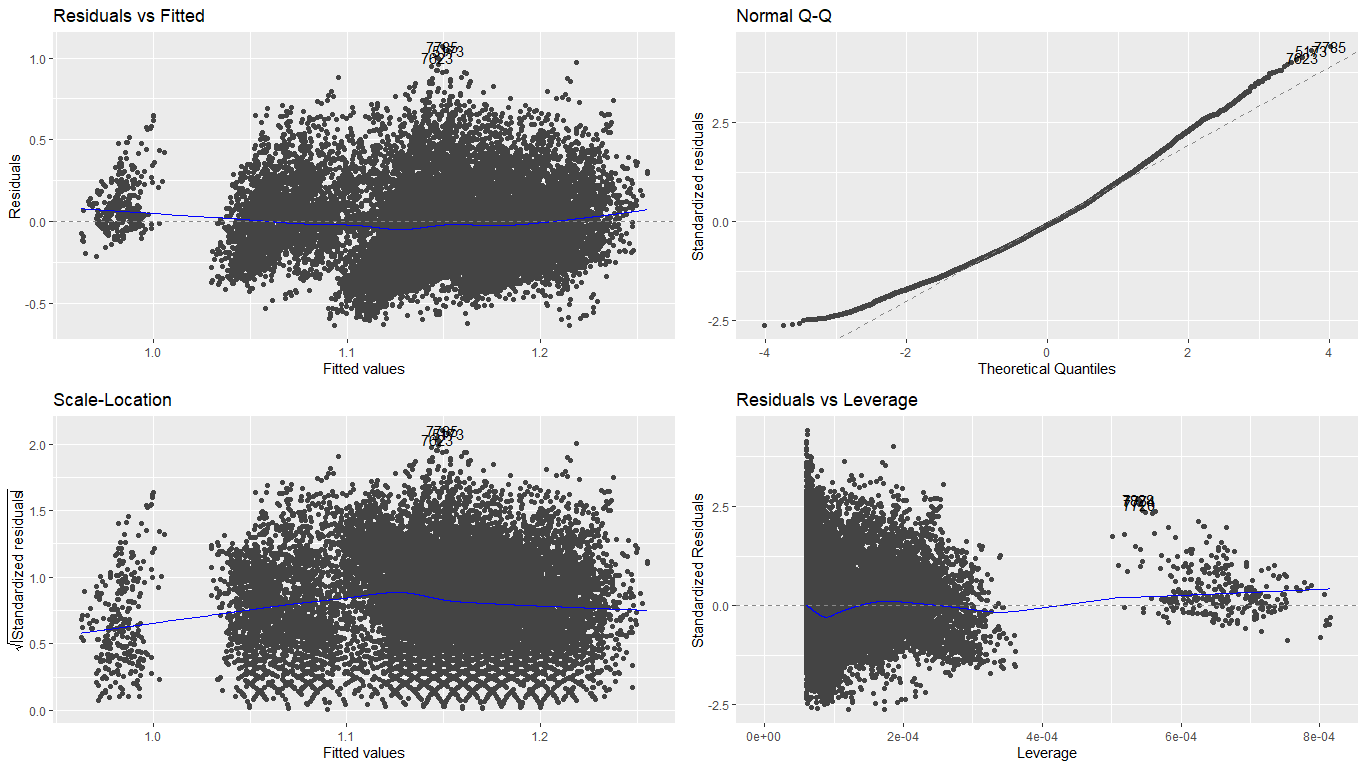 Residuals vs Fitted
Residuals
1.0
0.5
0.0
-0.5
1.0
1.1
1.2
Fitted values
Normal Q-Q
Standardized residuals
2.5
0.0
-2.5
-4
-2
0
2
4
Theoretical Quantiles
7785
7623
Scale-Location
√|Standardized residuals|
2.0
1.5
1.0
0.5
0.0
1.0
1.1
1.2
Fitted values
Residuals vs Leverage
Standardized Residuals
2.5
0.0
-2.5
0e+00
2e-04
4e-04
6e-04
8e-04
Leverage